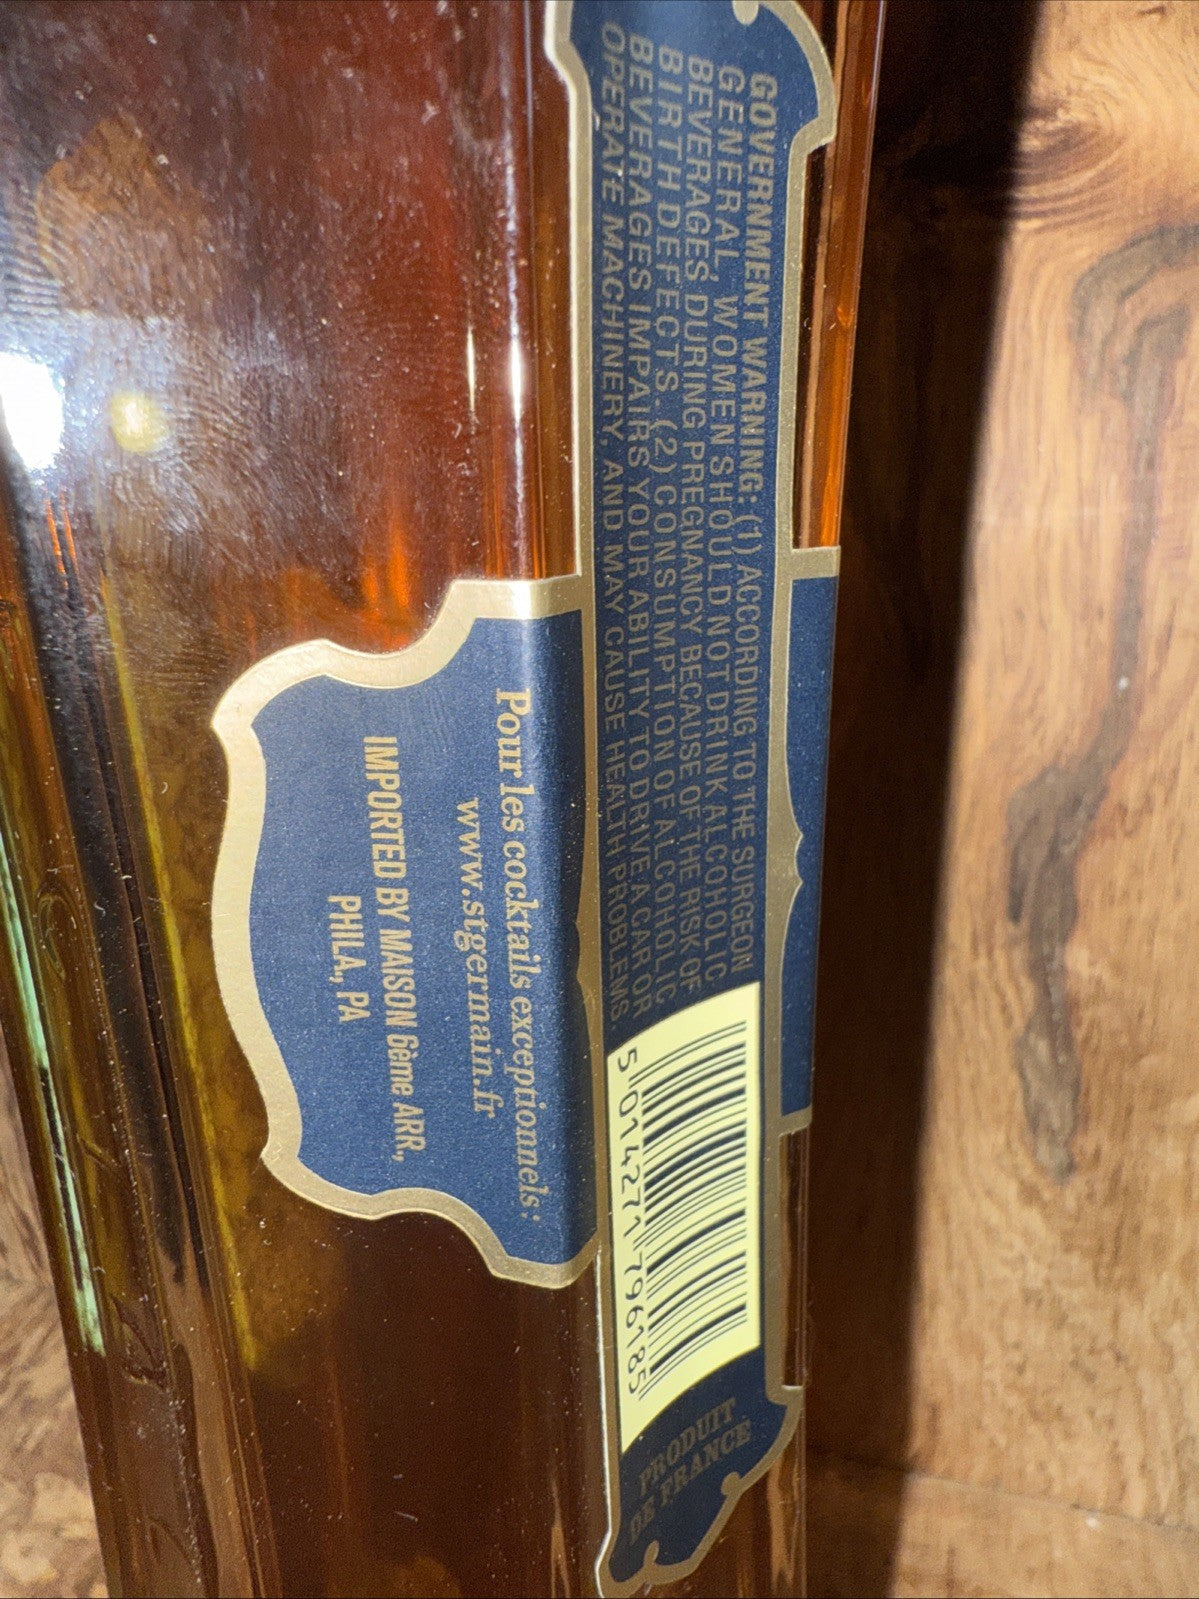 GOVERNMENT WARNING: (1) ACCORDING TO THE SURGEON
GENERAL, WOMEN SHOULD NOT DRINK ALCOHOLIC
BEVERAGES DURING PREGNANCY BECAUSE OF THE RISK OF
BIRTH DEFECTS. (2) CONSUMPTION OF ALCOHOLIC
BEVERAGES IMPAIRS YOUR ABILITY TO DRIVE A CAR OR
OPERATE MACHINERY, AND MAY CAUSE HEALTH PROBLEMS.
5 014271 796185
PRODUIT
DE FRANCE
Pour les cocktails exceptionnels:
www.stgermain.fr
IMPORTED BY MAISON 6ème ARR.,
PHILA., PA